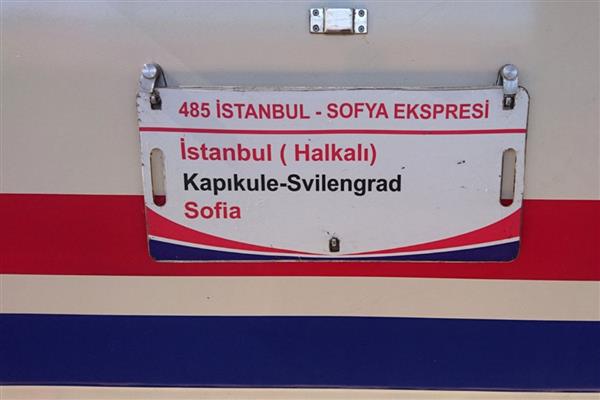 485 İSTANBUL - SOFYA EKSPRESİ
İstanbul ( Halkalı)
Kapıkule-Svilengrad
Sofia